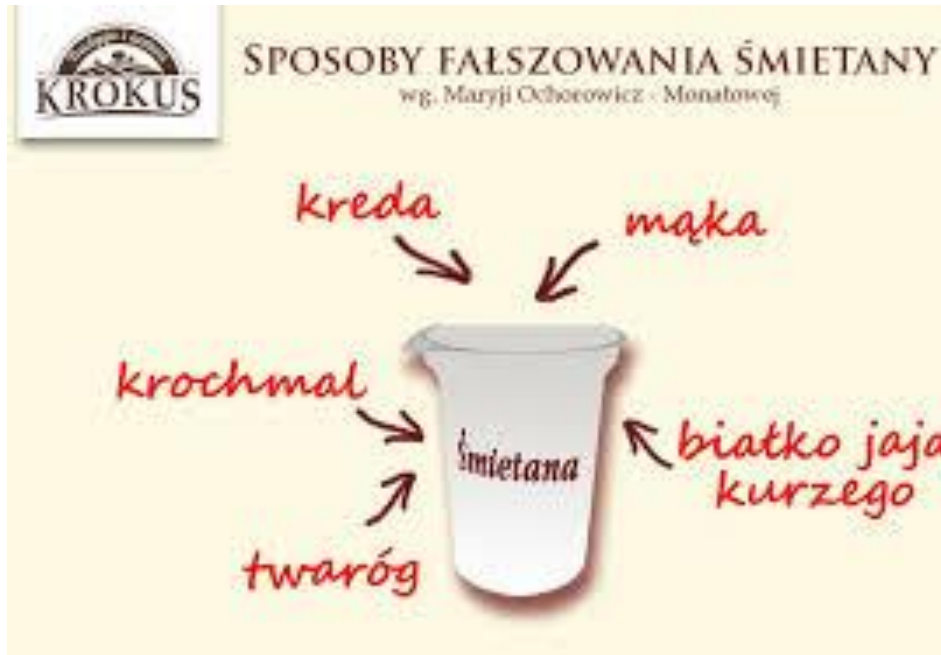 KROKUS
SPOSOBY FAŁSZOWANIA ŚMIETANY
wg. Maryji Ochorowicz - Monatowej
kreda
mąka
krochmal
Śmietana
białko jaja
kurzego
twaróg